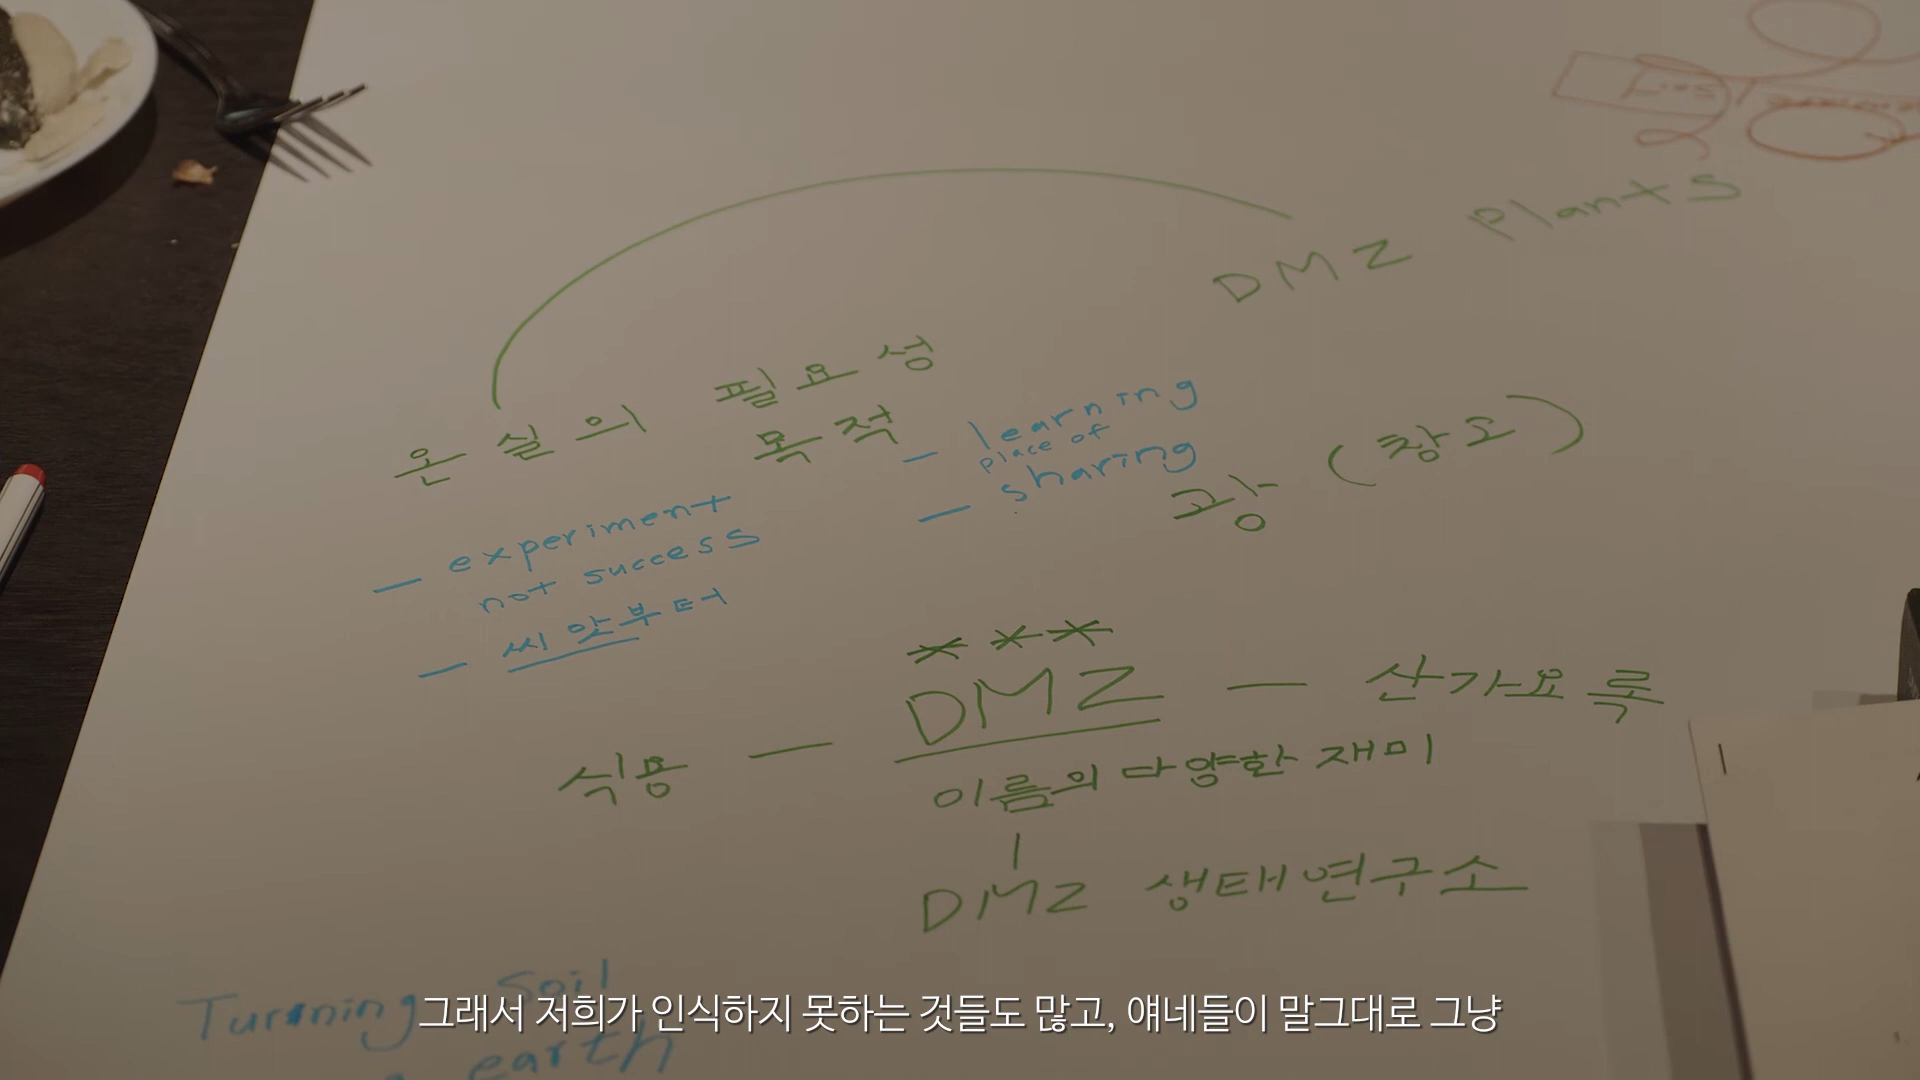 DMZ Plants
온실의 필요성
목적
- learning
place of
- sharing
광 (창호)
- experiment
not success
- 씨앗부터
***
식용 — DMZ — 산가요록
이름의 다양한 재미
DMZ 생태연구소
Turning Soil
earth
그래서 저희가 인식하지 못하는 것들도 많고, 얘네들이 말그대로 그냥